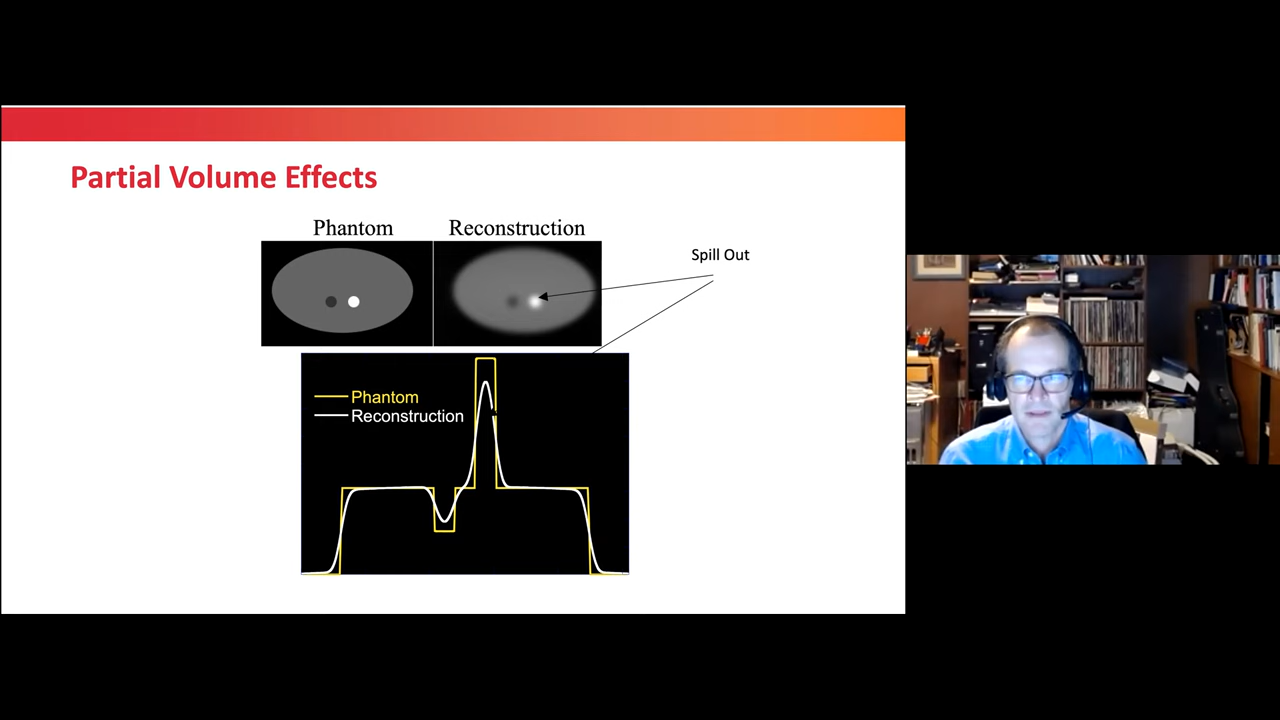 Partial Volume Effects
Phantom
Reconstruction
Spill Out
Phantom
Reconstruction